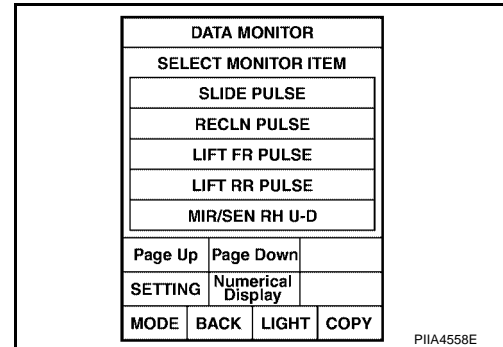 DATA MONITOR
SELECT MONITOR ITEM
SLIDE PULSE
RECLN PULSE
LIFT FR PULSE
LIFT RR PULSE
MIR/SEN RH U-D
Page Up Page Down
SETTING Numerical Display
MODE BACK LIGHT COPY
PIIA4558E